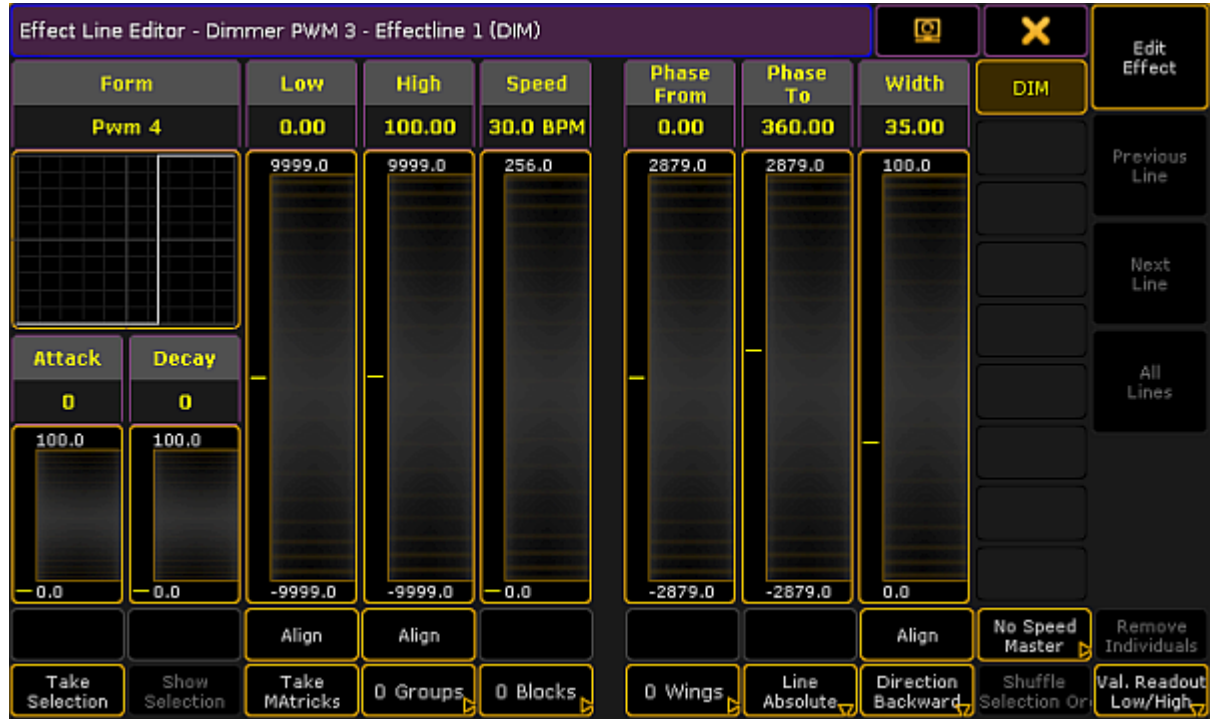 Effect Line Editor - Dimmer PWM 3 - Effectline 1 (DIM)
Edit
Effect
Form
Low
High
Speed
Phase
From
Phase
To
Width
DIM
Pwm 4
0.00
100.00
30.0 BPM
0.00
360.00
35.00
9999.0
9999.0
256.0
2879.0
2879.0
100.0
Previous
Line
Next
Line
Attack
Decay
All
Lines
0
0
100.0
100.0
0.0
0.0
-9999.0
-9999.0
0.0
-2879.0
-2879.0
0.0
Align
Align
Align
No Speed
Master
Remove
Individuals
Take
Selection
Show
Selection
Take
MAtricks
0 Groups
0 Blocks
0 Wings
Line
Absolute
Direction
Backward
Shuffle
Selection Or
Val. Readout
Low/High